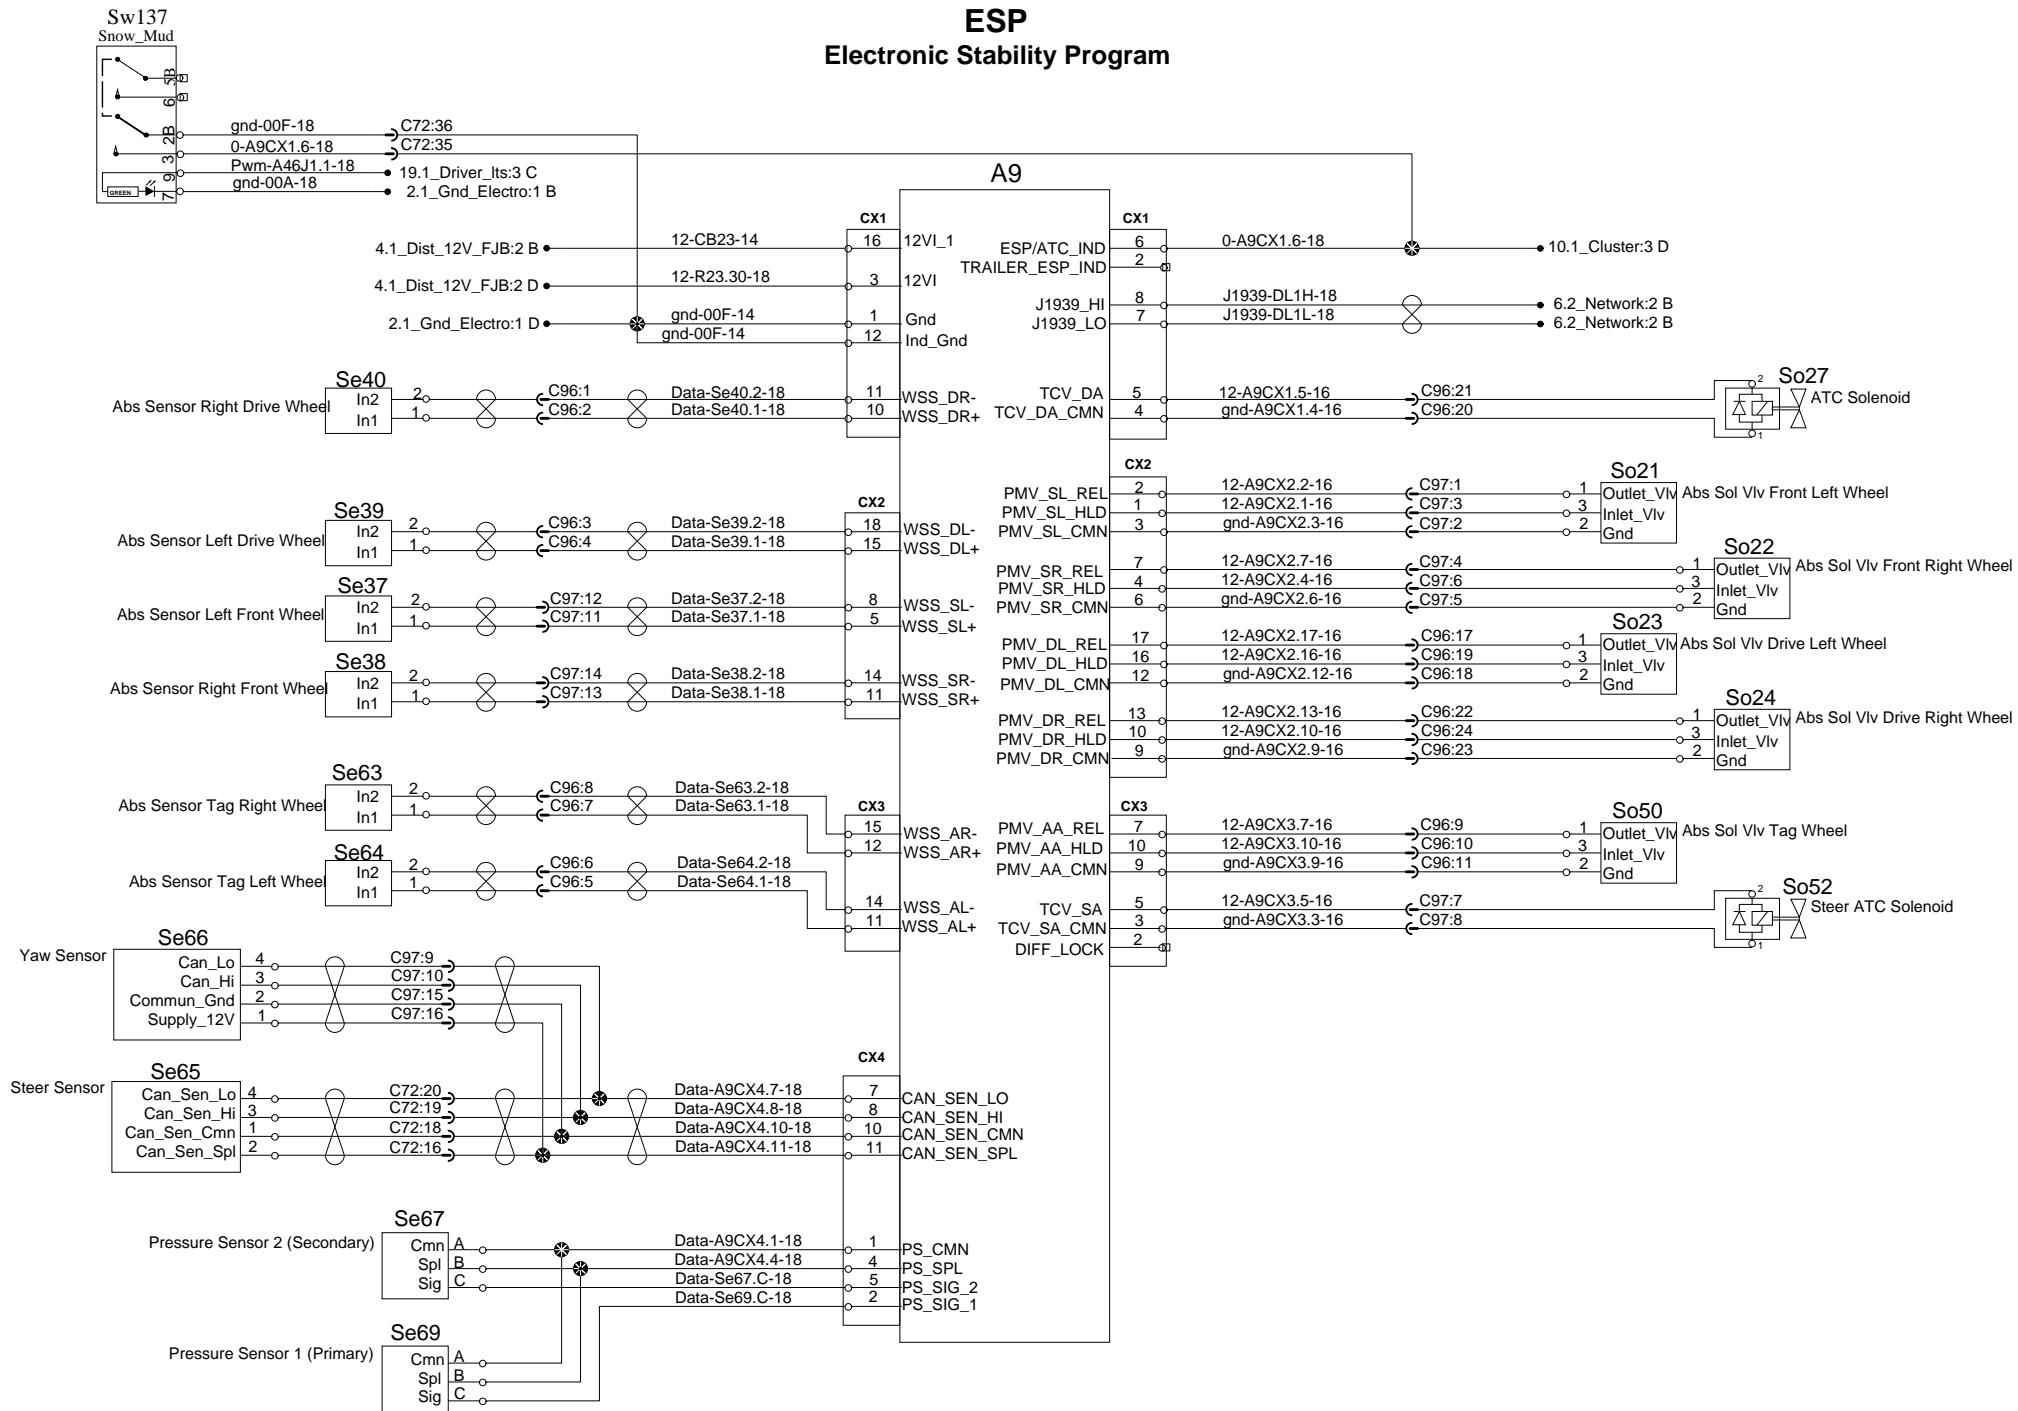 ESP
Electronic Stability Program
Sw137
Snow_Mud
5B
6
2B
3
9
7
GREEN
gnd-00F-18 C72:36
0-A9CX1.6-18 C72:35
Pwm-A46J1.1-18 19.1_Driver_lts:3 C
gnd-00A-18 2.1_Gnd_Electro:1 B
A9
CX1
4.1_Dist_12V_FJB:2 B 12-CB23-14 16 12VI_1
4.1_Dist_12V_FJB:2 D 12-R23.30-18 3 12VI
2.1_Gnd_Electro:1 D gnd-00F-14 1 Gnd
gnd-00F-14 12 Ind_Gnd
Se40
Abs Sensor Right Drive Wheel
In2 2 C96:1 Data-Se40.2-18 11 WSS_DR-
In1 1 C96:2 Data-Se40.1-18 10 WSS_DR+
CX2
Se39
Abs Sensor Left Drive Wheel
In2 2 C96:3 Data-Se39.2-18 18 WSS_DL-
In1 1 C96:4 Data-Se39.1-18 15 WSS_DL+
Se37
Abs Sensor Left Front Wheel
In2 2 C97:12 Data-Se37.2-18 8 WSS_SL-
In1 1 C97:11 Data-Se37.1-18 5 WSS_SL+
Se38
Abs Sensor Right Front Wheel
In2 2 C97:14 Data-Se38.2-18 14 WSS_SR-
In1 1 C97:13 Data-Se38.1-18 11 WSS_SR+
CX3
Se63
Abs Sensor Tag Right Wheel
In2 2 C96:8 Data-Se63.2-18 15 WSS_AR-
In1 1 C96:7 Data-Se63.1-18 12 WSS_AR+
Se64
Abs Sensor Tag Left Wheel
In2 2 C96:6 Data-Se64.2-18 14 WSS_AL-
In1 1 C96:5 Data-Se64.1-18 11 WSS_AL+
Se66
Yaw Sensor
Can_Lo 4 C97:9
Can_Hi 3 C97:10
Commun_Gnd 2 C97:15
Supply_12V 1 C97:16
CX4
Se65
Steer Sensor
Can_Sen_Lo 4 C72:20 Data-A9CX4.7-18 7 CAN_SEN_LO
Can_Sen_Hi 3 C72:19 Data-A9CX4.8-18 8 CAN_SEN_HI
Can_Sen_Cmn 1 C72:18 Data-A9CX4.10-18 10 CAN_SEN_CMN
Can_Sen_Spl 2 C72:16 Data-A9CX4.11-18 11 CAN_SEN_SPL
Se67
Pressure Sensor 2 (Secondary)
Cmn A Data-A9CX4.1-18 1 PS_CMN
Spl B Data-A9CX4.4-18 4 PS_SPL
Sig C Data-Se67.C-18 5 PS_SIG_2
Data-Se69.C-18 2 PS_SIG_1
Se69
Pressure Sensor 1 (Primary)
Cmn A
Spl B
Sig C
CX1
ESP/ATC_IND 6 0-A9CX1.6-18 10.1_Cluster:3 D
TRAILER_ESP_IND 2
J1939_HI 8 J1939-DL1H-18 6.2_Network:2 B
J1939_LO 7 J1939-DL1L-18 6.2_Network:2 B
TCV_DA 5 12-A9CX1.5-16 C96:21 2
TCV_DA_CMN 4 gnd-A9CX1.4-16 C96:20 1
So27
ATC Solenoid
CX2
So21
PMV_SL_REL 2 12-A9CX2.2-16 C97:1 1 Outlet_Vlv Abs Sol Vlv Front Left Wheel
PMV_SL_HLD 1 12-A9CX2.1-16 C97:3 3 Inlet_Vlv
PMV_SL_CMN 3 gnd-A9CX2.3-16 C97:2 2 Gnd
So22
PMV_SR_REL 7 12-A9CX2.7-16 C97:4 1 Outlet_Vlv Abs Sol Vlv Front Right Wheel
PMV_SR_HLD 4 12-A9CX2.4-16 C97:6 3 Inlet_Vlv
PMV_SR_CMN 6 gnd-A9CX2.6-16 C97:5 2 Gnd
So23
PMV_DL_REL 17 12-A9CX2.17-16 C96:17 1 Outlet_Vlv Abs Sol Vlv Drive Left Wheel
PMV_DL_HLD 16 12-A9CX2.16-16 C96:19 3 Inlet_Vlv
PMV_DL_CMN 12 gnd-A9CX2.12-16 C96:18 2 Gnd
So24
PMV_DR_REL 13 12-A9CX2.13-16 C96:22 1 Outlet_Vlv Abs Sol Vlv Drive Right Wheel
PMV_DR_HLD 10 12-A9CX2.10-16 C96:24 3 Inlet_Vlv
PMV_DR_CMN 9 gnd-A9CX2.9-16 C96:23 2 Gnd
CX3
So50
PMV_AA_REL 7 12-A9CX3.7-16 C96:9 1 Outlet_Vlv Abs Sol Vlv Tag Wheel
PMV_AA_HLD 10 12-A9CX3.10-16 C96:10 3 Inlet_Vlv
PMV_AA_CMN 9 gnd-A9CX3.9-16 C96:11 2 Gnd
TCV_SA 5 12-A9CX3.5-16 C97:7 2
TCV_SA_CMN 3 gnd-A9CX3.3-16 C97:8 1
DIFF_LOCK 2
So52
Steer ATC Solenoid